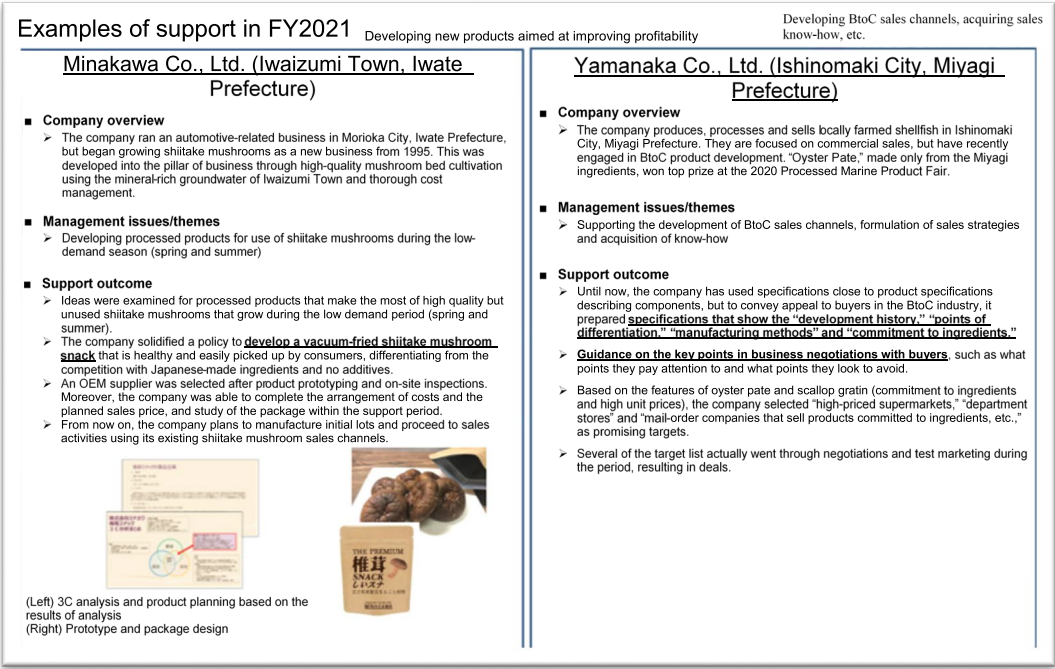 Examples of support in FY2021
Developing new products aimed at improving profitability
Developing BtoC sales channels, acquiring sales
know-how, etc.
Minakawa Co., Ltd. (Iwaizumi Town, Iwate
Prefecture)
■ Company overview
➢ The company ran an automotive-related business in Morioka City, Iwate Prefecture,
but began growing shiitake mushrooms as a new business from 1995. This was
developed into the pillar of business through high-quality mushroom bed cultivation
using the mineral-rich groundwater of Iwaizumi Town and thorough cost
management.
■ Management issues/themes
➢ Developing processed products for use of shiitake mushrooms during the low-
demand season (spring and summer)
■ Support outcome
➢ Ideas were examined for processed products that make the most of high quality but
unused shiitake mushrooms that grow during the low demand period (spring and
summer).
➢ The company solidified a policy to develop a vacuum-fried shiitake mushroom
snack that is healthy and easily picked up by consumers, differentiating from the
competition with Japanese-made ingredients and no additives.
➢ An OEM supplier was selected after product prototyping and on-site inspections.
Moreover, the company was able to complete the arrangement of costs and the
planned sales price, and study of the package within the support period.
➢ From now on, the company plans to manufacture initial lots and proceed to sales
activities using its existing shiitake mushroom sales channels.
THE PREMIUM
椎茸
SNACK
しいスナ
(Left) 3C analysis and product planning based on the
results of analysis
(Right) Prototype and package design
Yamanaka Co., Ltd. (Ishinomaki City, Miyagi
Prefecture)
■ Company overview
➢ The company produces, processes and sells locally farmed shellfish in Ishinomaki
City, Miyagi Prefecture. They are focused on commercial sales, but have recently
engaged in BtoC product development. “Oyster Pate,” made only from the Miyagi
ingredients, won top prize at the 2020 Processed Marine Product Fair.
■ Management issues/themes
➢ Supporting the development of BtoC sales channels, formulation of sales strategies
and acquisition of know-how
■ Support outcome
➢ Until now, the company has used specifications close to product specifications
describing components, but to convey appeal to buyers in the BtoC industry, it
prepared specifications that show the “development history,” “points of
differentiation,” “manufacturing methods” and “commitment to ingredients.”
➢ Guidance on the key points in business negotiations with buyers, such as what
points they pay attention to and what points they look to avoid.
➢ Based on the features of oyster pate and scallop gratin (commitment to ingredients
and high unit prices), the company selected “high-priced supermarkets,” “department
stores” and “mail-order companies that sell products committed to ingredients, etc.,”
as promising targets.
➢ Several of the target list actually went through negotiations and test marketing during
the period, resulting in deals.